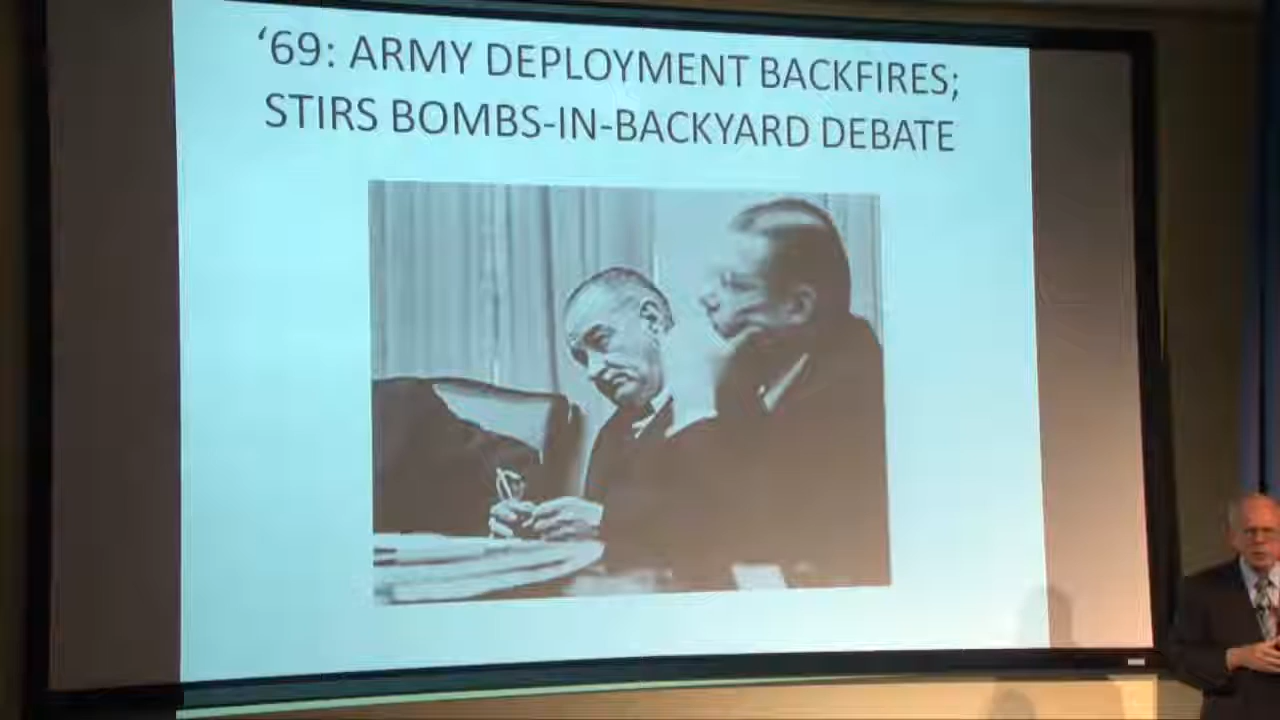 ‘69: ARMY DEPLOYMENT BACKFIRES;
STIRS BOMBS-IN-BACKYARD DEBATE